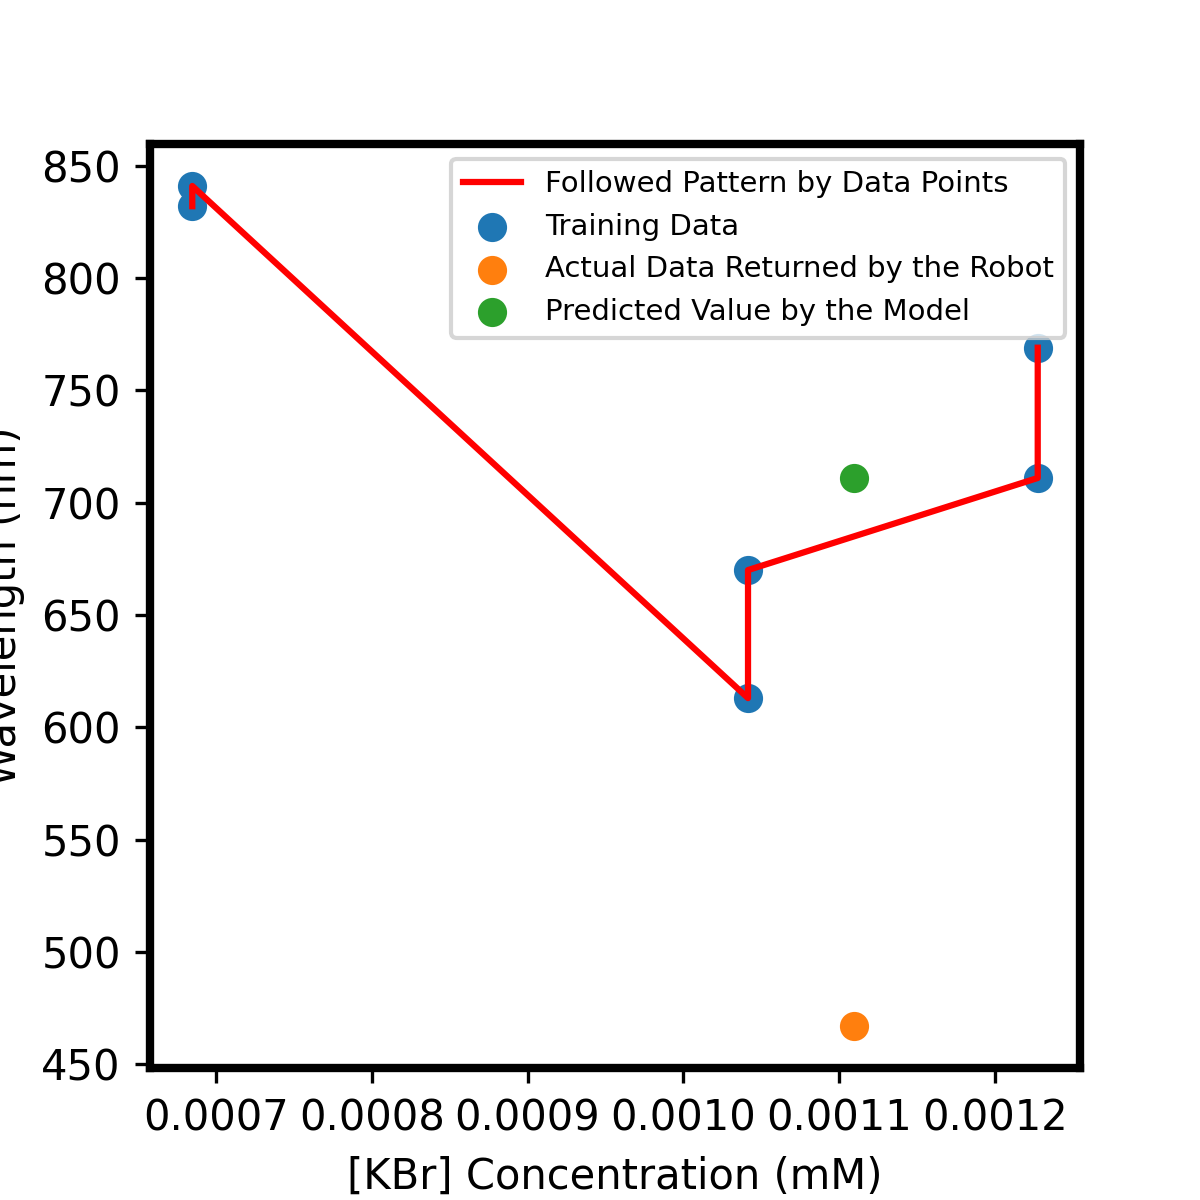 850
800
750
700
650
600
550
500
450
Followed Pattern by Data Points
Training Data
Actual Data Returned by the Robot
Predicted Value by the Model
0.0007 0.0008 0.0009 0.0010 0.0011 0.0012
[KBr] Concentration (mM)
Wavelength (nm)